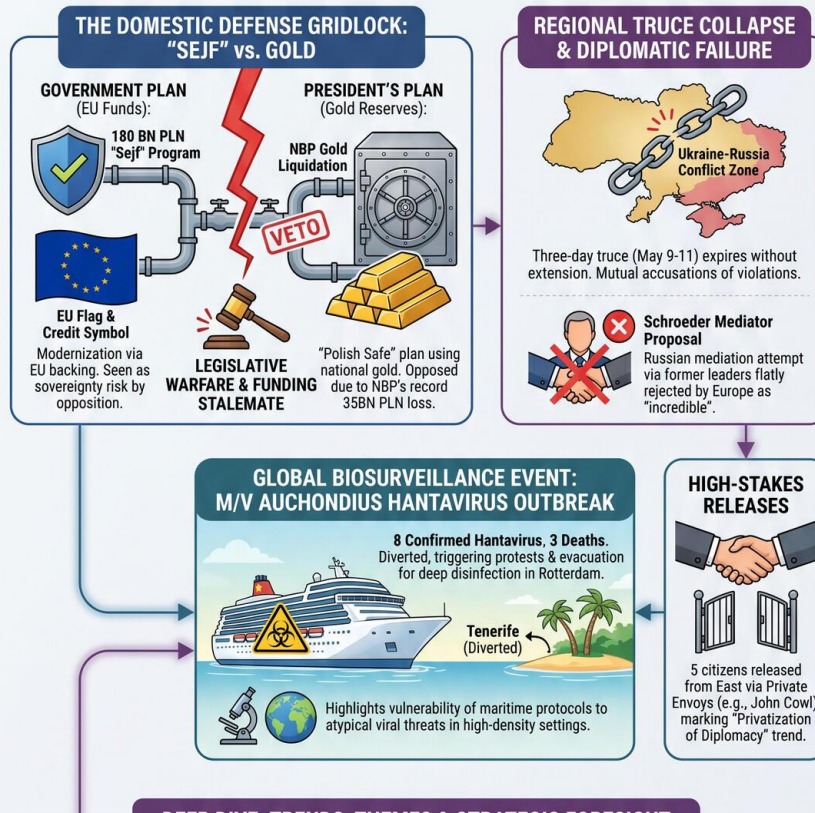 THE DOMESTIC DEFENSE GRIDLOCK:
“SEJF” vs. GOLD
GOVERNMENT PLAN
(EU Funds):
180 BN PLN
"Sejf" Program
EU Flag &
Credit Symbol
Modernization via
EU backing. Seen as
sovereignty risk by
opposition.
PRESIDENT’S PLAN
(Gold Reserves):
NBP Gold
Liquidation
VETO
LEGISLATIVE
WARFARE & FUNDING
STALEMATE
“Polish Safe” plan using
national gold. Opposed
due to NBP’s record
35BN PLN loss.
REGIONAL TRUCE COLLAPSE
& DIPLOMATIC FAILURE
Ukraine-Russia
Conflict Zone
Three-day truce (May 9-11) expires without
extension. Mutual accusations of violations.
Schroeder Mediator
Proposal
Russian mediation attempt
via former leaders flatly
rejected by Europe as
“incredible”.
GLOBAL BIOSURVEILLANCE EVENT:
M/V AUCHONDIUS HANTAVIRUS OUTBREAK
8 Confirmed Hantavirus, 3 Deaths.
Diverted, triggering protests & evacuation
for deep disinfection in Rotterdam.
Tenerife
(Diverted)
Highlights vulnerability of maritime protocols to
atypical viral threats in high-density settings.
HIGH-STAKES
RELEASES
5 citizens released
from East via Private
Envoys (e.g., John Cowl)
marking “Privatization
of Diplomacy” trend.
DEEP DIVE: TRENDS, THEMES & STRATEGIC FORESIGHT